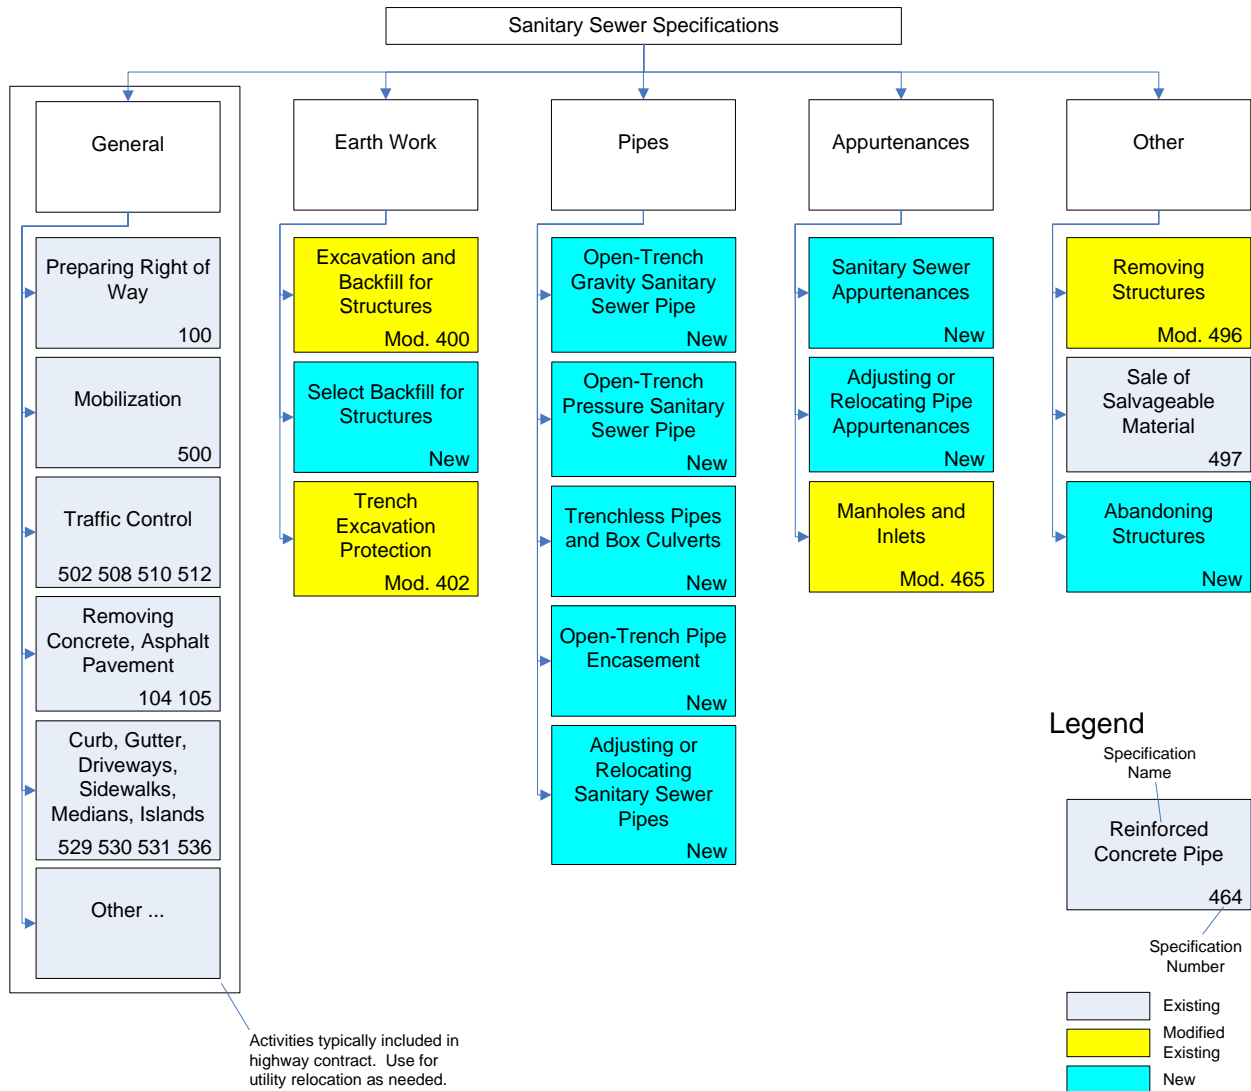 Sanitary Sewer Specifications
General
Preparing Right of
Way
100
Mobilization
500
Traffic Control
502 508 510 512
Removing
Concrete, Asphalt
Pavement
104 105
Curb, Gutter,
Driveways,
Sidewalks,
Medians, Islands
529 530 531 536
Other ...
Activities typically included in
highway contract. Use for
utility relocation as needed.
Earth Work
Excavation and
Backfill for
Structures
Mod. 400
Select Backfill for
Structures
New
Trench
Excavation
Protection
Mod. 402
Pipes
Open-Trench
Gravity Sanitary
Sewer Pipe
New
Open-Trench
Pressure Sanitary
Sewer Pipe
New
Trenchless Pipes
and Box Culverts
New
Open-Trench Pipe
Encasement
New
Adjusting or
Relocating
Sanitary Sewer
Pipes
New
Appurtenances
Sanitary Sewer
Appurtenances
New
Adjusting or
Relocating Pipe
Appurtenances
New
Manholes and
Inlets
Mod. 465
Other
Removing
Structures
Mod. 496
Sale of
Salvageable
Material
497
Abandoning
Structures
New
Legend
Specification
Name
Reinforced
Concrete Pipe
464
Specification
Number
Existing
Modified
Existing
New